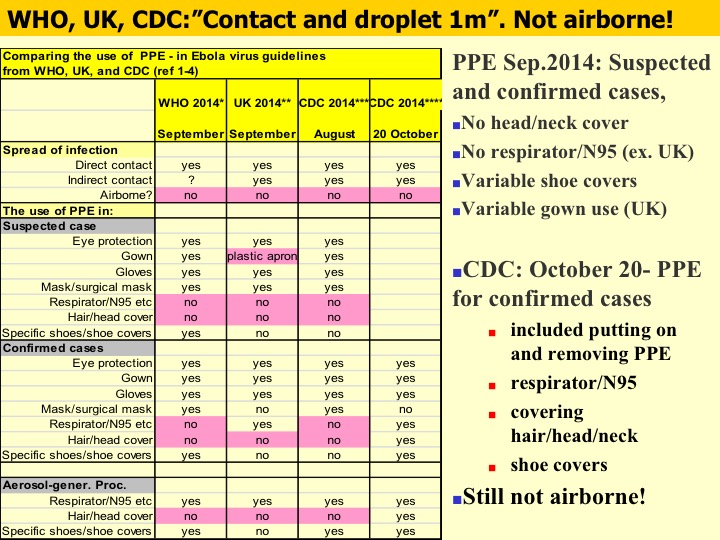 WHO, UK, CDC:”Contact and droplet 1m”. Not airborne!
Comparing the use of PPE - in Ebola virus guidelines
from WHO, UK, and CDC (ref 1-4)
WHO 2014* UK 2014** CDC 2014*** CDC 2014****
September September August 20 October
Spread of infection
Direct contact yes yes yes yes
Indirect contact ? yes yes yes
Airborne? no no no no
The use of PPE in:
Suspected case
Eye protection yes yes yes
Gown yes plastic apron yes
Gloves yes yes yes
Mask/surgical mask yes yes yes
Respirator/N95 etc no no no
Hair/head cover no no no
Specific shoes/shoe covers yes no no
Confirmed cases
Eye protection yes yes yes yes
Gown yes yes yes yes
Gloves yes yes yes yes
Mask/surgical mask yes no yes no
Respirator/N95 etc no yes no yes
Hair/head cover no no no yes
Specific shoes/shoe covers yes no no yes
Aerosol-gener. Proc.
Respirator/N95 etc yes yes yes yes
Hair/head cover no no no yes
Specific shoes/shoe covers yes no yes yes
PPE Sep.2014: Suspected
and confirmed cases,
■No head/neck cover
■No respirator/N95 (ex. UK)
■Variable shoe covers
■Variable gown use (UK)
■CDC: October 20- PPE
for confirmed cases
■ included putting on
and removing PPE
■ respirator/N95
■ covering
hair/head/neck
■ shoe covers
■Still not airborne!